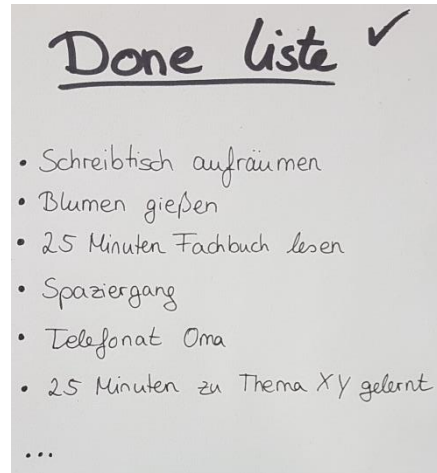 Done liste ✓
• Schreibtisch aufräumen
• Blumen gießen
• 25 Minuten Fachbuch lesen
• Spaziergang
• Telefonat Oma
• 25 Minuten zu Thema XY gelernt
...